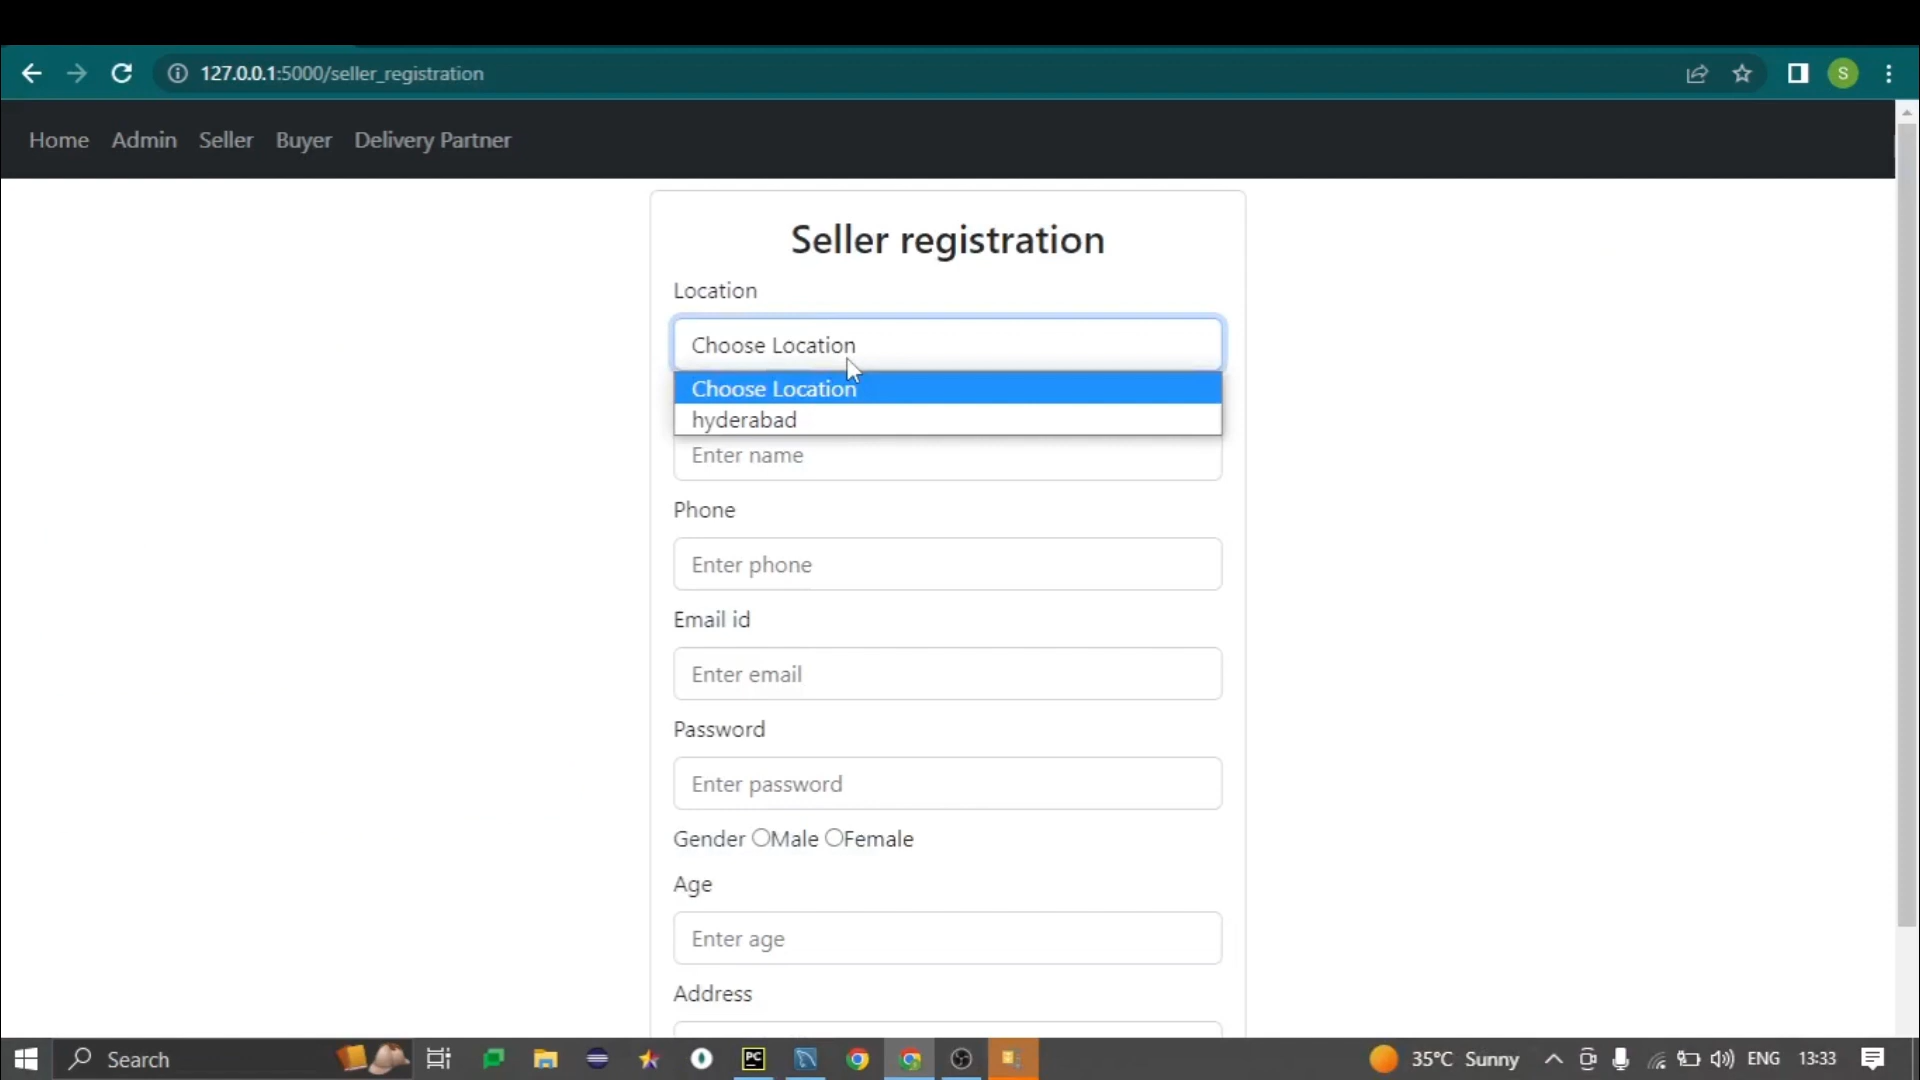 127.0.0.1:5000/seller_registration
S
Home Admin Seller Buyer Delivery Partner
Seller registration
Location
Choose Location
Choose Location
hyderabad
Enter name
Phone
Enter phone
Email id
Enter email
Password
Enter password
Gender Male Female
Age
Enter age
Address
Search
PC
35°C Sunny
ENG
13:33